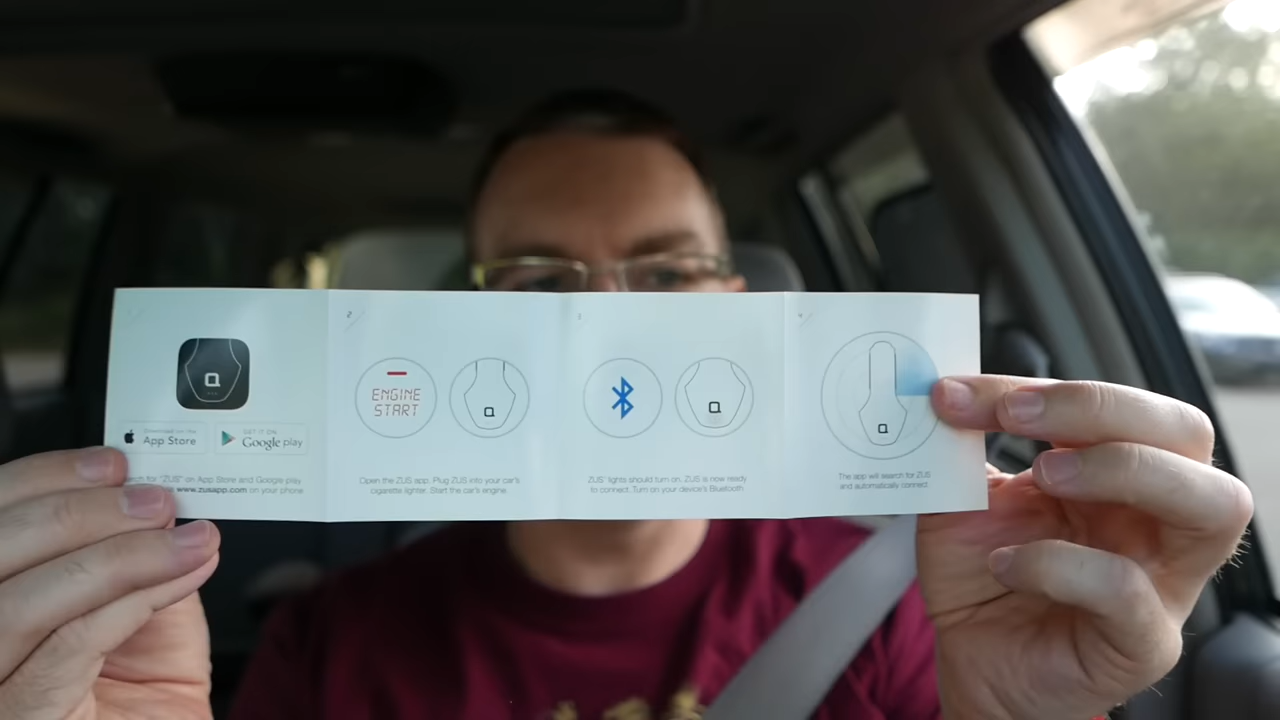 a
Download on the
App Store
GET IT ON
Google play
for "ZUS" on App Store and Google play
www.zusapp.com on your phone
2
ENGINE
START
a
Open the ZUS app. Plug ZUS into your car's
cigarette lighter. Start the car's engine.
3
a
ZUS' lights should turn on. ZUS is now ready
to connect. Turn on your device's Bluetooth
4
a
The app will search for ZUS
and automatically connect